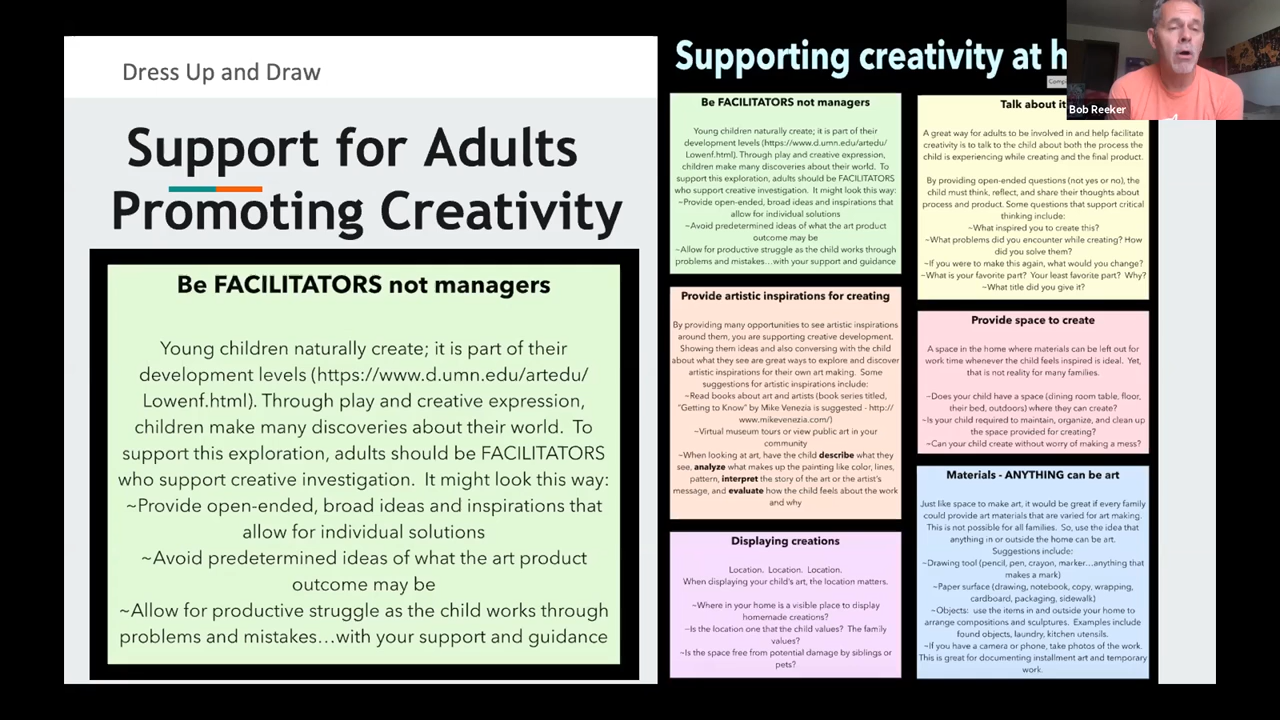 Dress Up and Draw
Support for Adults
Promoting Creativity
Be FACILITATORS not managers
Young children naturally create; it is part of their
development levels (https://www.d.umn.edu/artedu/
Lowenf.html). Through play and creative expression,
children make many discoveries about their world. To
support this exploration, adults should be FACILITATORS
who support creative investigation. It might look this way:
~Provide open-ended, broad ideas and inspirations that
allow for individual solutions
~Avoid predetermined ideas of what the art product
outcome may be
~Allow for productive struggle as the child works through
problems and mistakes...with your support and guidance
Supporting creativity at h
Be FACILITATORS not managers
Young children naturally create; it is part of their
development levels (https://www.d.umn.edu/artedu/
Lowenf.html). Through play and creative expression,
children make many discoveries about their world. To
support this exploration, adults should be FACILITATORS
who support creative investigation. It might look this way:
~Provide open-ended, broad ideas and inspirations that
allow for individual solutions
~Avoid predetermined ideas of what the art product
outcome may be
~Allow for productive struggle as the child works through
problems and mistakes...with your support and guidance
Provide artistic inspirations for creating
By providing many opportunities to see artistic inspirations
around them, you are supporting creative development.
Showing them ideas and also conversing with the child
about what they see are great ways to explore and discover
artistic inspirations for their own art making. Some
suggestions for artistic inspirations include:
~Read books about art and artists (book series titled,
"Getting to Know" by Mike Venezia is suggested - http://
www.mikevenezia.com/)
~Virtual museum tours or view public art in your
community
~When looking at art, have the child describe what they
see, analyze what makes up the painting like color, lines,
pattern, interpret the story of the art or the artist's
message, and evaluate how the child feels about the work
and why
Displaying creations
Location. Location. Location.
When displaying your child's art, the location matters.
~Where in your home is a visible place to display
homemade creations?
~Is the location one that the child values? The family
values?
~Is the space free from potential damage by siblings or
pets?
Talk about it
A great way for adults to be involved in and help facilitate
creativity is to talk to the child about both the process
the child is experiencing while creating and the final product.
By providing open-ended questions (not yes or no), the
child must think, reflect, and share their thoughts about
process and product. Some questions that support critical
thinking include:
~What inspired you to create this?
~What problems did you encounter while creating? How
did you solve them?
~If you were to make this again, what would you change?
~What is your favorite part? Your least favorite part? Why?
~What title did you give it?
Provide space to create
A space in the home where materials can be left out for
work time whenever the child feels inspired is ideal. Yet,
that is not reality for many families.
~Does your child have a space (dining room table, floor,
their bed, outdoors) where they can create?
~Is your child required to maintain, organize, and clean up
the space provided for creating?
~Can your child create without worry of making a mess?
Materials - ANYTHING can be art
Just like space to make art, it would be great if every family
could provide art materials that are varied for art making.
This is not possible for all families. So, use the idea that
anything in or outside the home can be art.
Suggestions include:
~Drawing tool (pencil, pen, crayon, marker...anything that
makes a mark)
~Paper surface (drawing, notebook, copy, wrapping,
cardboard, packaging, sidewalk)
~Objects: use the items in and outside your home to
arrange compositions and sculptures. Examples include
found objects, laundry, kitchen utensils.
~If you have a camera or phone, take photos of the work.
This is great for documenting installment art and temporary
work.
Bob Reeker